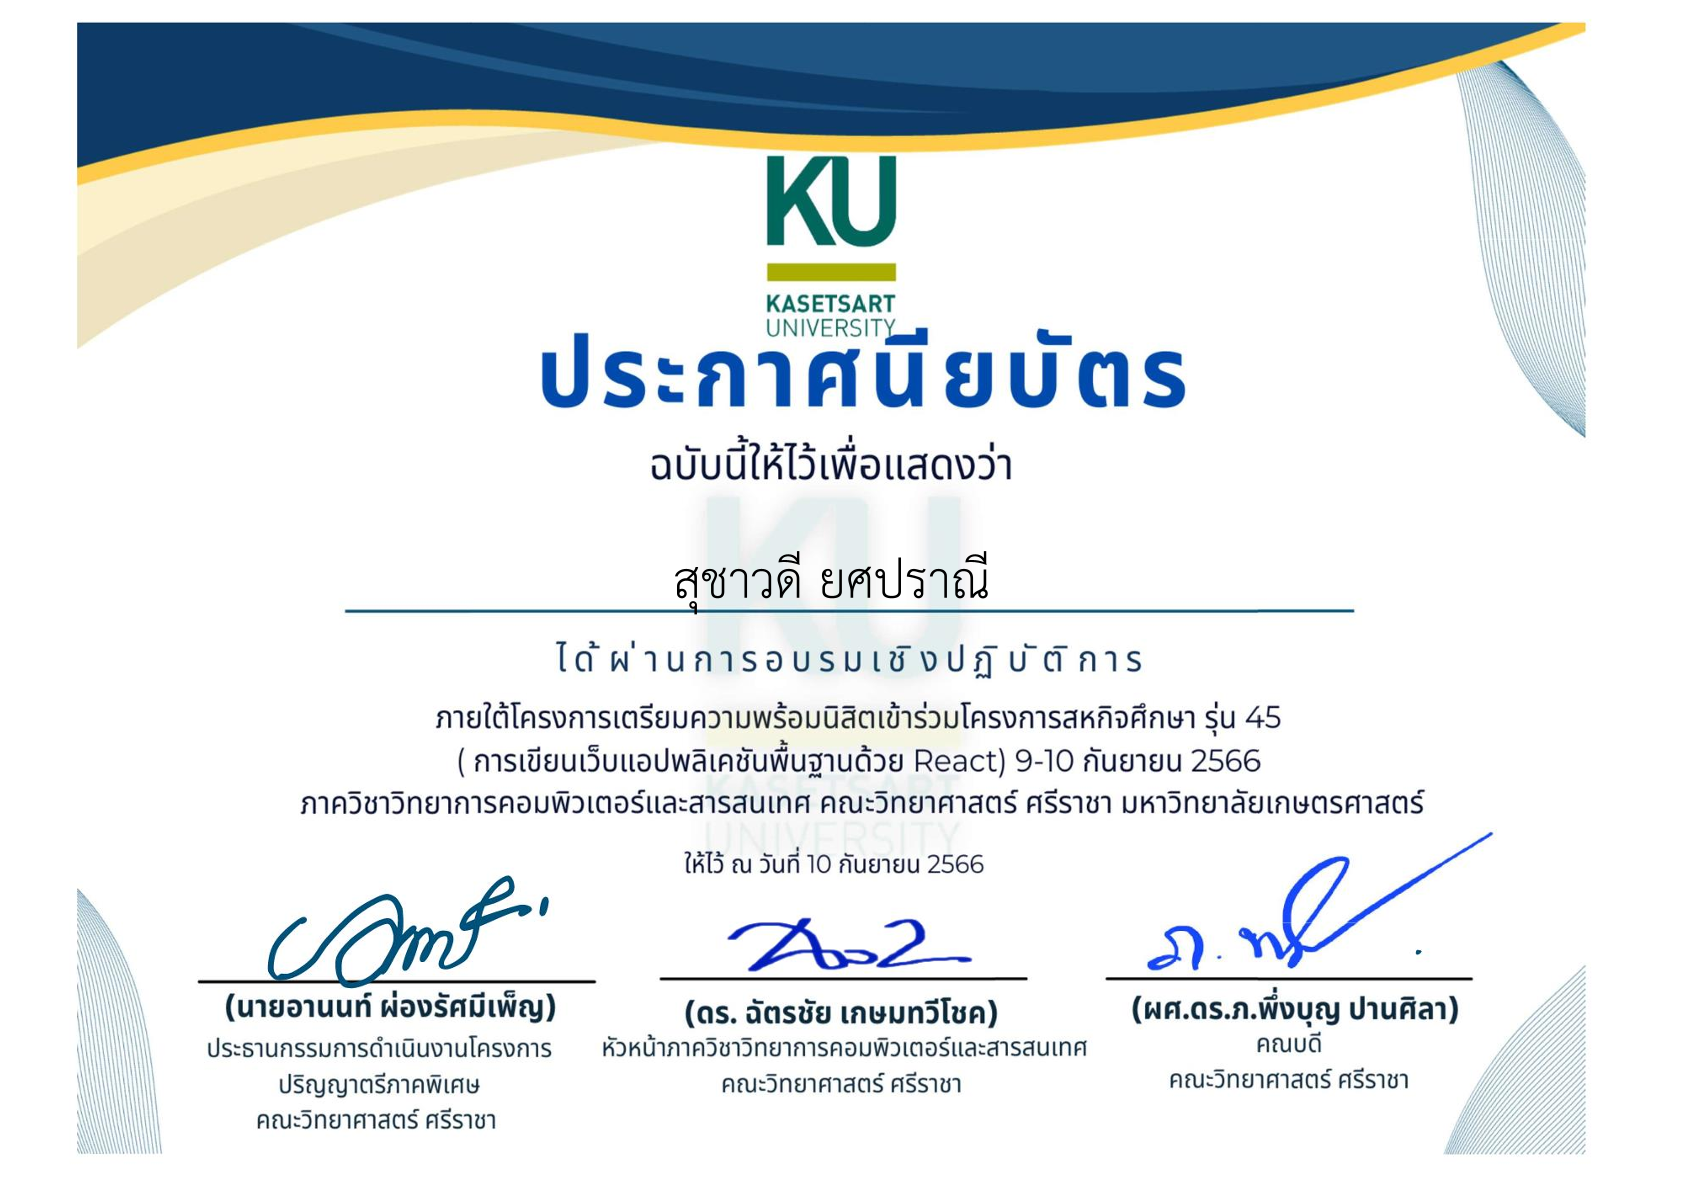 KU
KASETSART
UNIVERSITY
ประกาศนียบัตร
ฉบับนี้ให้ไว้เพื่อแสดงว่า
สุชาวดี ยศปราณี
ได้ผ่านการอบรมเชิงปฏิบัติการ
ภายใต้โครงการเตรียมความพร้อมนิสิตเข้าร่วมโครงการสหกิจศึกษา รุ่น 45
( การเขียนเว็บแอปพลิเคชันพื้นฐานด้วย React) 9-10 กันยายน 2566
ภาควิชาวิทยาการคอมพิวเตอร์และสารสนเทศ คณะวิทยาศาสตร์ ศรีราชา มหาวิทยาลัยเกษตรศาสตร์
ให้ไว้ ณ วันที่ 10 กันยายน 2566
(นายอานนท์ ผ่องรัศมีเพ็ญ)
ประธานกรรมการดำเนินงานโครงการ
ปริญญาตรีภาคพิเศษ
คณะวิทยาศาสตร์ ศรีราชา
(ดร. ฉัตรชัย เกษมทวีโชค)
หัวหน้าภาควิชาวิทยาการคอมพิวเตอร์และสารสนเทศ
คณะวิทยาศาสตร์ ศรีราชา
(ผศ.ดร.ภ.พึ่งบุญ ปานศิลา)
คณบดี
คณะวิทยาศาสตร์ ศรีราชา